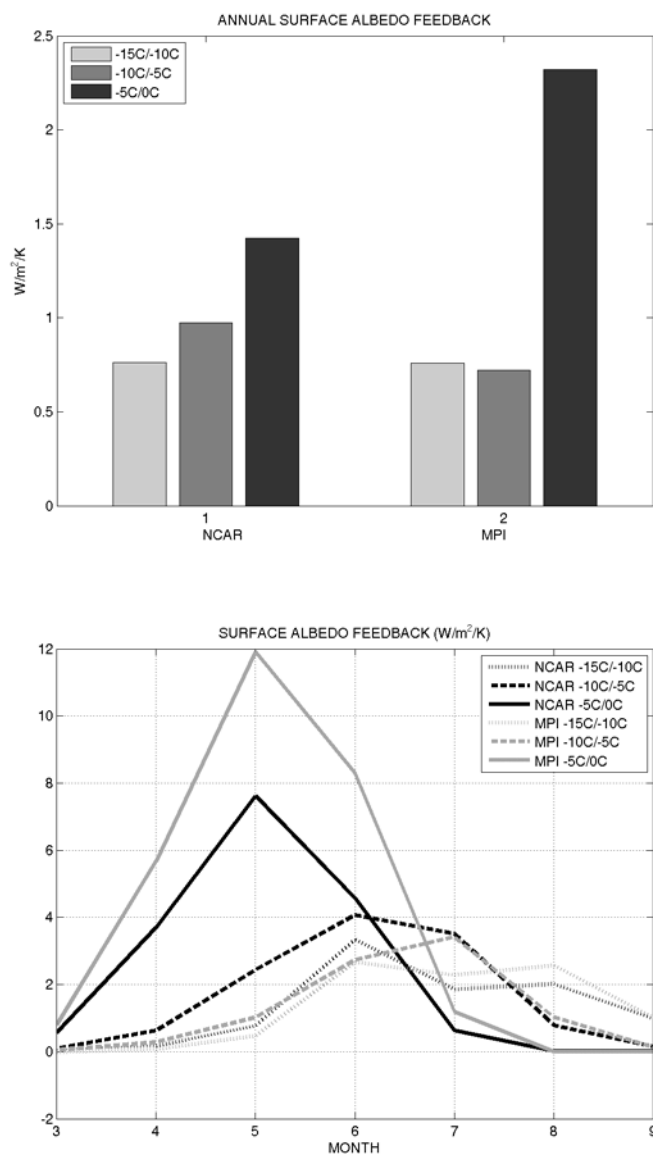 ANNUAL SURFACE ALBEDO FEEDBACK
2.5
2
1.5
1
0.5
0
W/m²/K
-15C/-10C
-10C/-5C
-5C/0C
1
2
NCAR
MPI
SURFACE ALBEDO FEEDBACK (W/m²/K)
12
10
8
6
4
2
0
-2
NCAR -15C/-10C
NCAR -10C/-5C
NCAR -5C/0C
MPI -15C/-10C
MPI -10C/-5C
MPI -5C/0C
3
4
5
6
7
8
9
MONTH